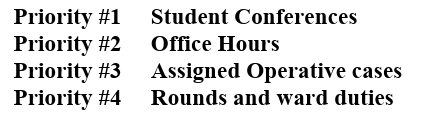 Priority #1 Student Conferences
Priority #2 Office Hours
Priority #3 Assigned Operative cases
Priority #4 Rounds and ward duties